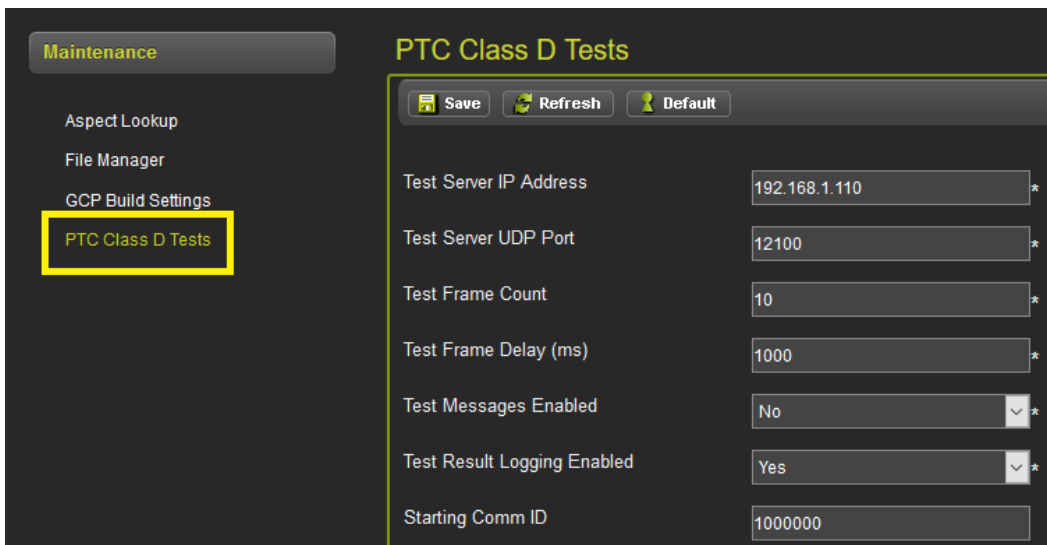 Maintenance
Aspect Lookup
File Manager
GCP Build Settings
PTC Class D Tests
PTC Class D Tests
Save Refresh Default
Test Server IP Address 192.168.1.110 *
Test Server UDP Port 12100 *
Test Frame Count 10 *
Test Frame Delay (ms) 1000 *
Test Messages Enabled No *
Test Result Logging Enabled Yes *
Starting Comm ID 1000000